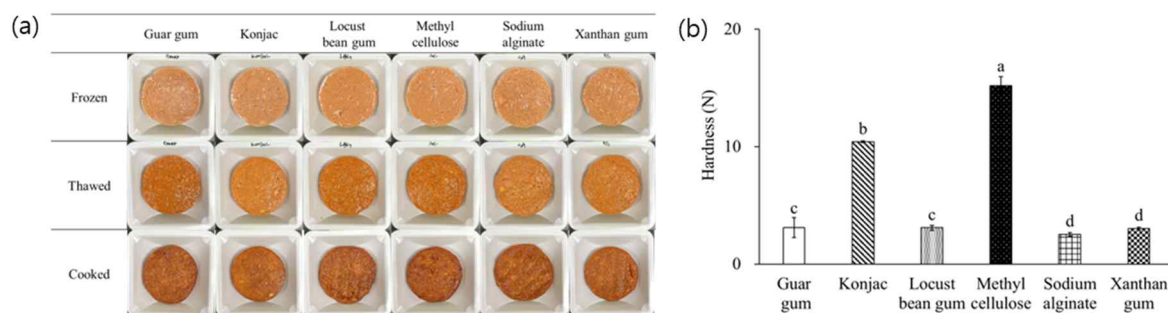 (a)
Guar gum
Konjac
Locust
bean gum
Methyl
cellulose
Sodium
alginate
Xanthan gum
Frozen
Thawed
Cooked
(b)
Hardness (N)
20
10
0
c
b
c
a
d
d
Guar
gum
Konjac
Locust
bean gum
Methyl
cellulose
Sodium
alginate
Xanthan
gum